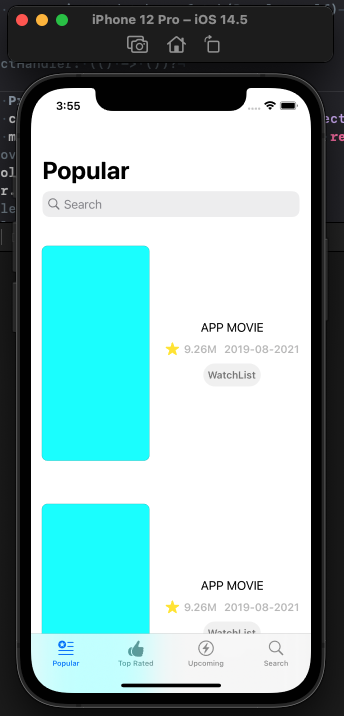 iPhone 12 Pro – iOS 14.5
3:55
Popular
Search
APP MOVIE
9.26M 2019-08-2021
WatchList
APP MOVIE
9.26M 2019-08-2021
WatchList
Popular
Top Rated
Upcoming
Search